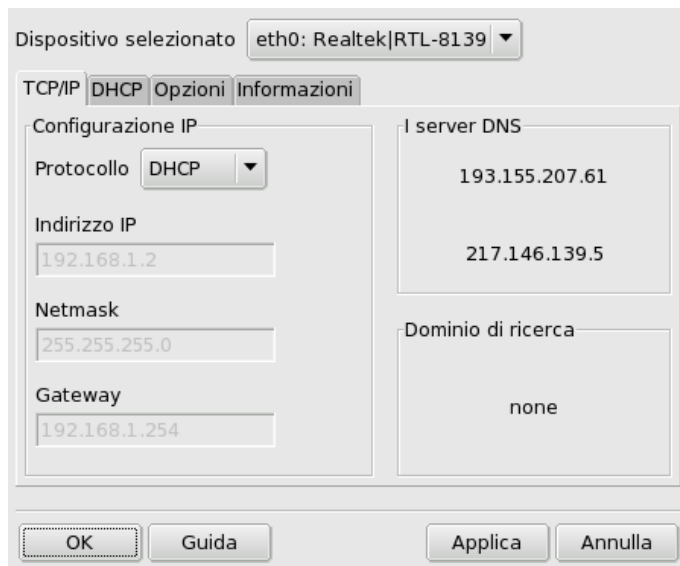 Dispositivo selezionato eth0: Realtek|RTL-8139
TCP/IP DHCP Opzioni Informazioni
Configurazione IP
Protocollo DHCP
Indirizzo IP
192.168.1.2
Netmask
255.255.255.0
Gateway
192.168.1.254
I server DNS
193.155.207.61
217.146.139.5
Dominio di ricerca
none
OK Guida Applica Annulla